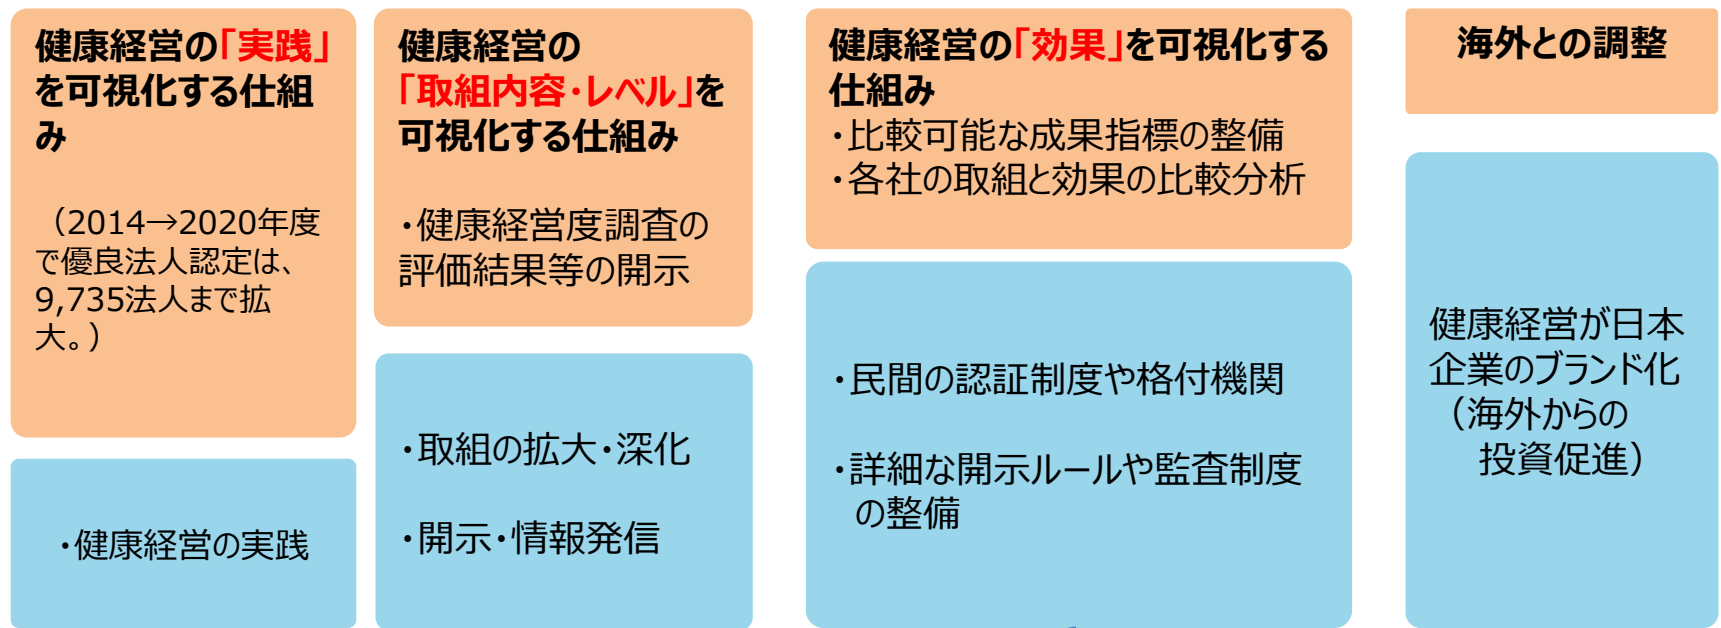 健康経営の「実践」
を可視化する仕組
み
（2014→2020年度
で優良法人認定は、
9,735法人まで拡
大。）
・健康経営の実践
健康経営の
「取組内容・レベル」を
可視化する仕組み
・健康経営度調査の
評価結果等の開示
・取組の拡大・深化
・開示・情報発信
健康経営の「効果」を可視化する
仕組み
・比較可能な成果指標の整備
・各社の取組と効果の比較分析
・民間の認証制度や格付機関
・詳細な開示ルールや監査制度
の整備
海外との調整
健康経営が日本
企業のブランド化
（海外からの
投資促進）